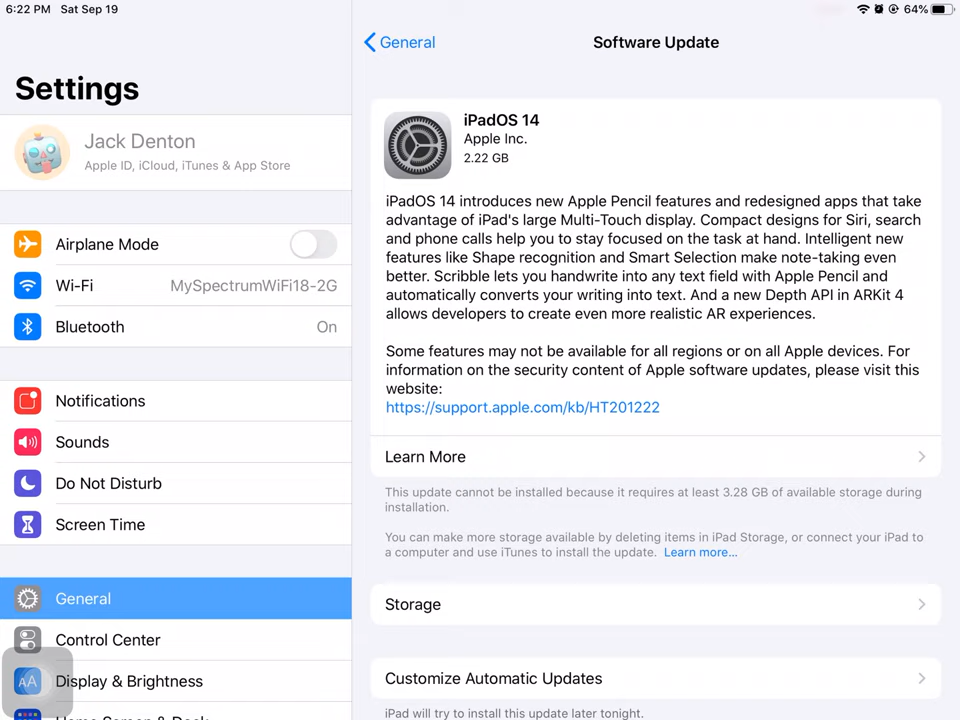 6:22 PM Sat Sep 19
64%
Settings
Jack Denton
Apple ID, iCloud, iTunes & App Store
Airplane Mode
Wi-Fi MySpectrumWiFi18-2G
Bluetooth On
Notifications
Sounds
Do Not Disturb
Screen Time
General
Control Center
AA Display & Brightness
Home Screen & Dock
General
Software Update
iPadOS 14
Apple Inc.
2.22 GB
iPadOS 14 introduces new Apple Pencil features and redesigned apps that take
advantage of iPad's large Multi-Touch display. Compact designs for Siri, search
and phone calls help you to stay focused on the task at hand. Intelligent new
features like Shape recognition and Smart Selection make note-taking even
better. Scribble lets you handwrite into any text field with Apple Pencil and
automatically converts your writing into text. And a new Depth API in ARKit 4
allows developers to create even more realistic AR experiences.
Some features may not be available for all regions or on all Apple devices. For
information on the security content of Apple software updates, please visit this
website:
https://support.apple.com/kb/HT201222
Learn More
This update cannot be installed because it requires at least 3.28 GB of available storage during
installation.
You can make more storage available by deleting items in iPad Storage, or connect your iPad to
a computer and use iTunes to install the update. Learn more...
Storage
Customize Automatic Updates
iPad will try to install this update later tonight.